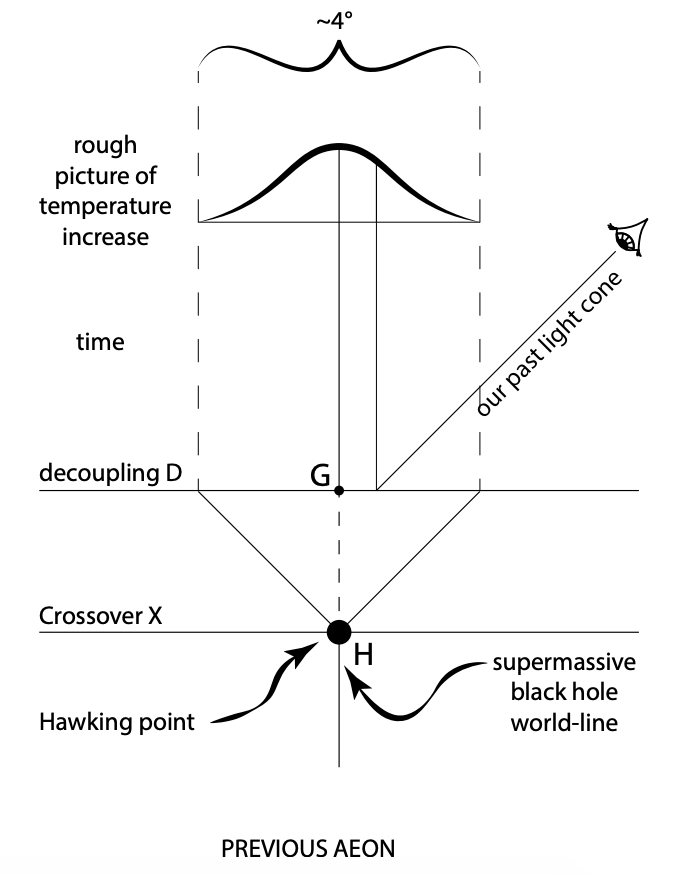 ~4°
rough
picture of
temperature
increase
time
our past light cone
decoupling D
G
Crossover X
H
supermassive
black hole
world-line
Hawking point
PREVIOUS AEON